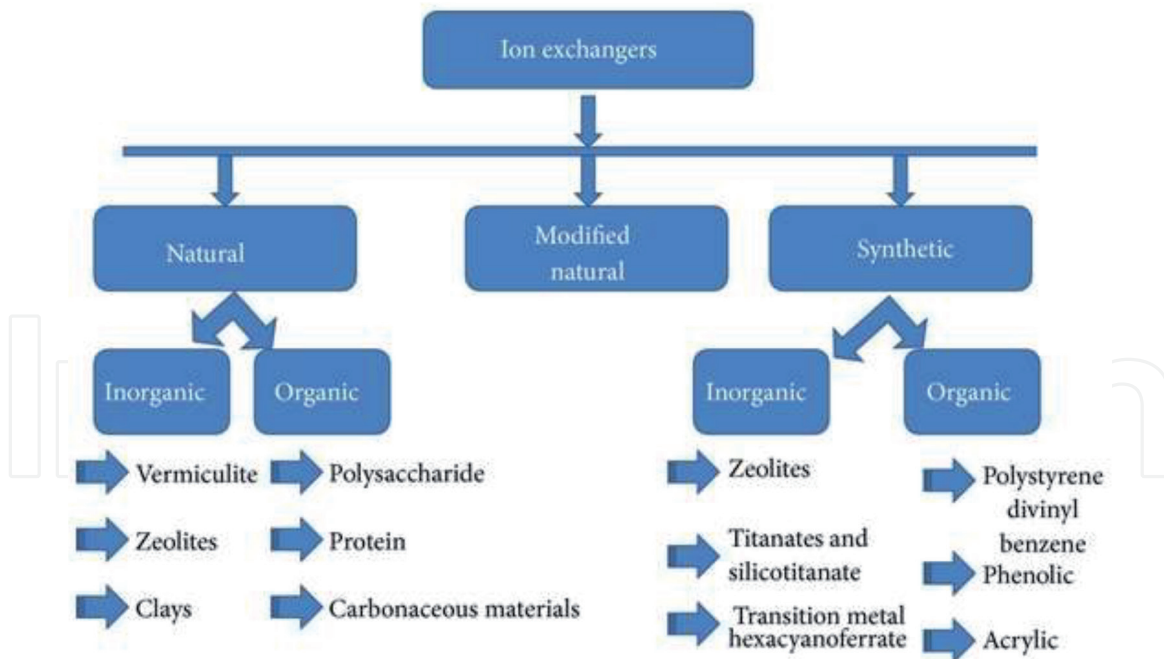 Ion exchangers
Natural
Modified
natural
Synthetic
Inorganic
Organic
Inorganic
Organic
Vermiculite
Zeolites
Clays
Polysaccharide
Protein
Carbonaceous materials
Zeolites
Titanates and
silicotitanate
Transition metal
hexacyanoferrate
Polystyrene
divinyl
benzene
Phenolic
Acrylic